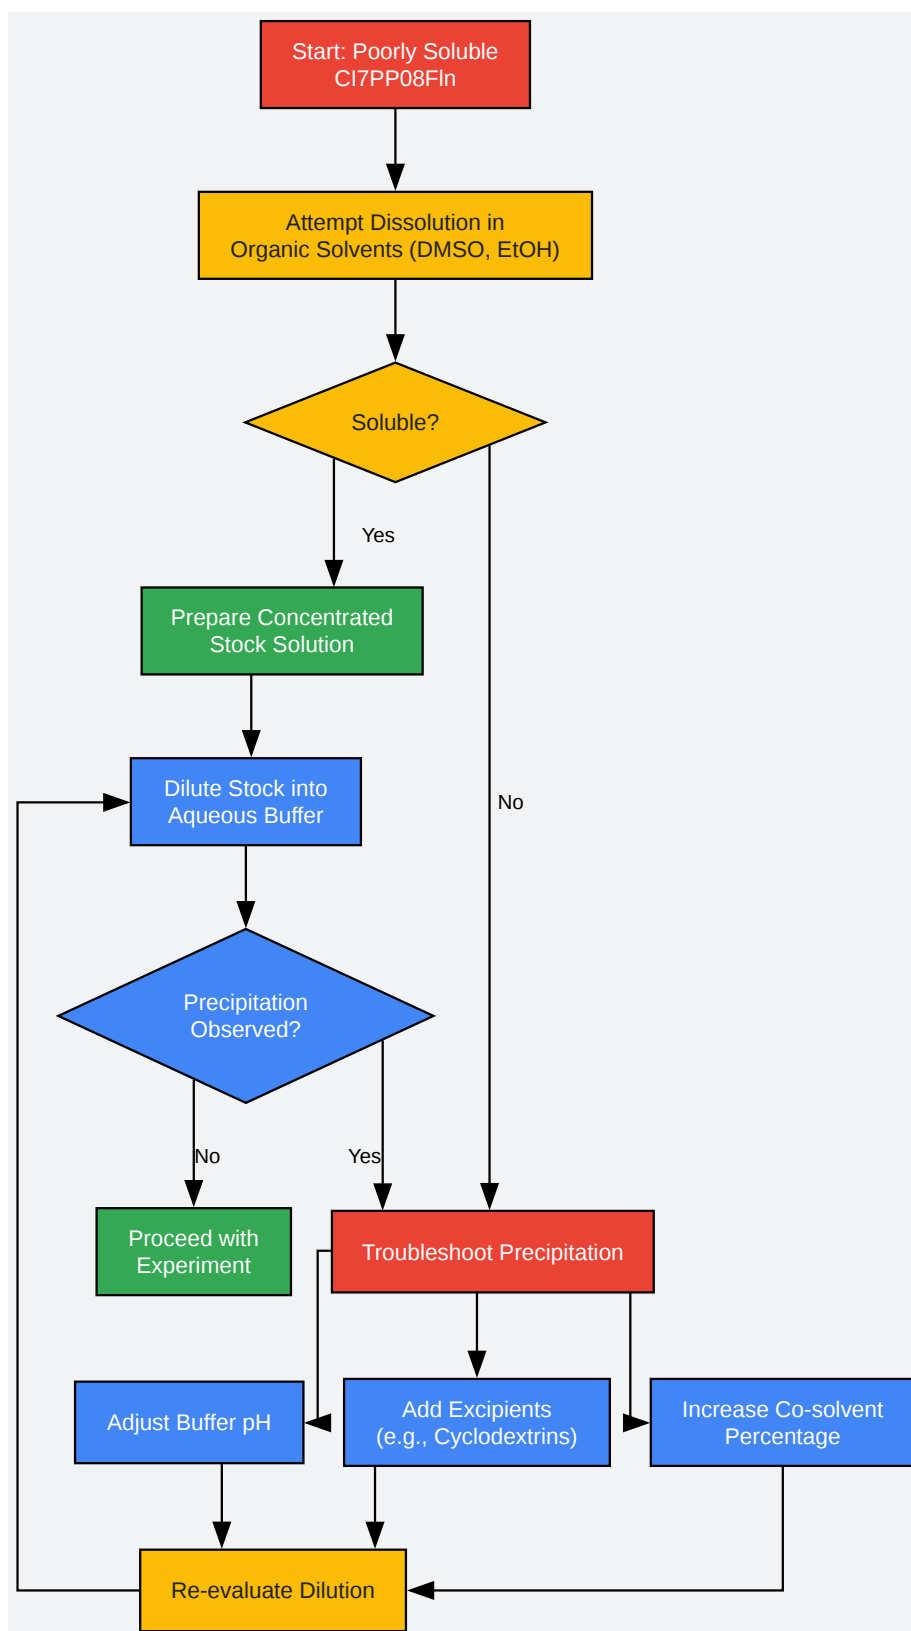 Start: Poorly Soluble
CI7PP08Fln
Attempt Dissolution in
Organic Solvents (DMSO, EtOH)
Soluble?
Yes
Prepare Concentrated
Stock Solution
Dilute Stock into
Aqueous Buffer
No
Precipitation
Observed?
No
Yes
Proceed with
Experiment
Troubleshoot Precipitation
Adjust Buffer pH
Add Excipients
(e.g., Cyclodextrins)
Increase Co-solvent
Percentage
Re-evaluate Dilution